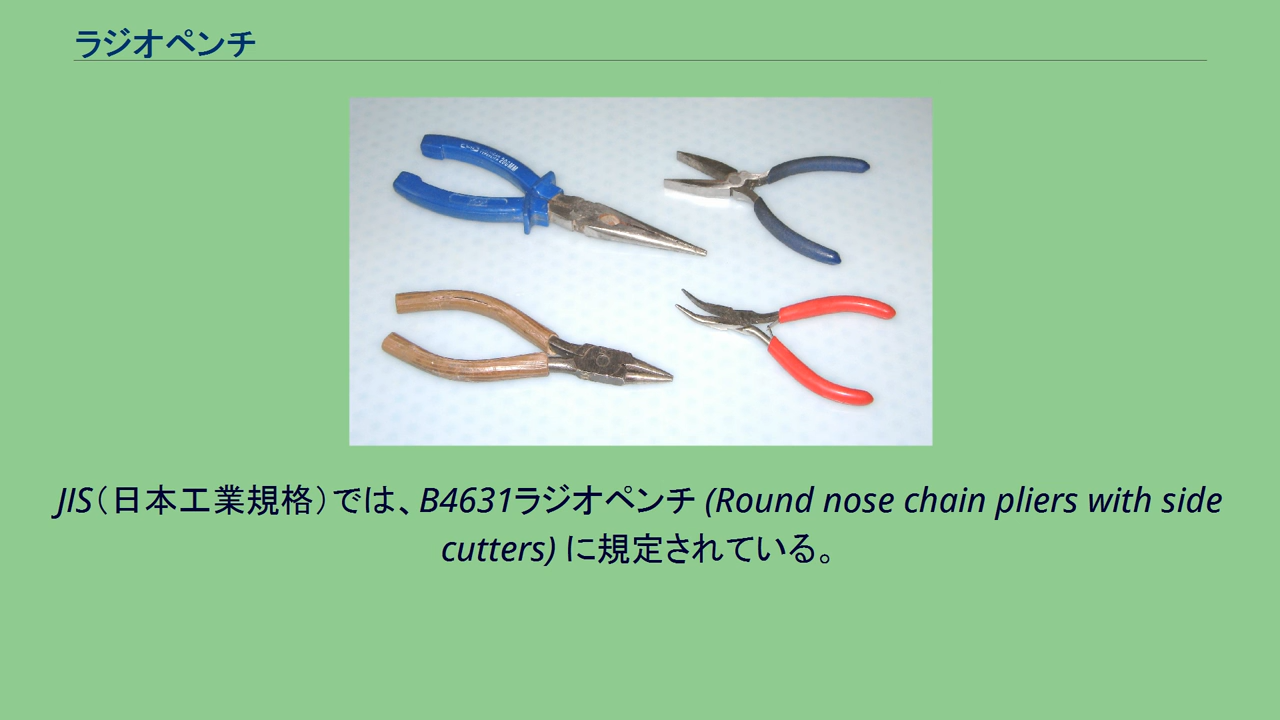 ラジオペンチ
JIS（日本工業規格）では、B4631ラジオペンチ (Round nose chain pliers with side
cutters) に規定されている。